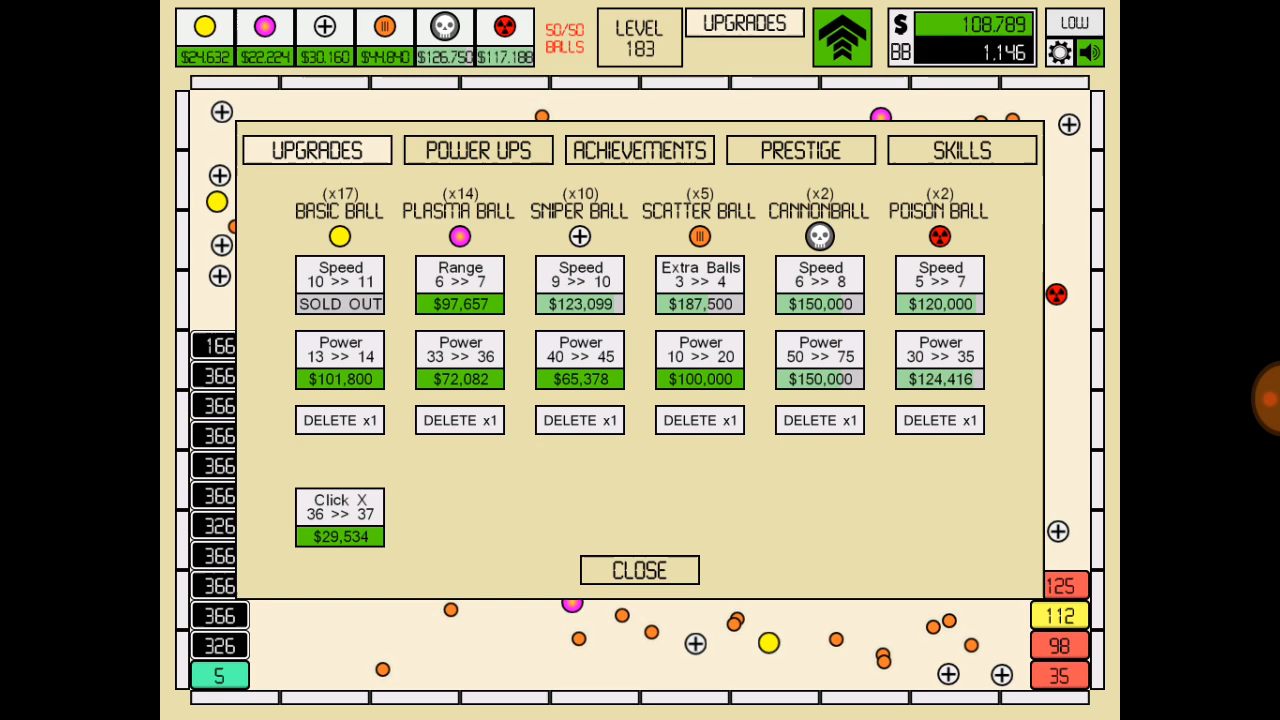 $24.632 $22.224 $30.160 $44.840 $126.750 $117.188
50/50
BALLS
LEVEL
183
UPGRADES
$ 108.789
BB 1.146
LOW
UPGRADES POWER UPS ACHIEVEMENTS PRESTIGE SKILLS
(x17) (x14) (x10) (x5) (x2) (x2)
BASIC BALL PLASMA BALL SNIPER BALL SCATTER BALL CANNONBALL POISON BALL
Speed Range Speed Extra Balls Speed Speed
10 >> 11 6 >> 7 9 >> 10 3 >> 4 6 >> 8 5 >> 7
SOLD OUT $97,657 $123,099 $187,500 $150,000 $120,000
Power Power Power Power Power Power
13 >> 14 33 >> 36 40 >> 45 10 >> 20 50 >> 75 30 >> 35
$101,800 $72,082 $65,378 $100,000 $150,000 $124,416
DELETE x1 DELETE x1 DELETE x1 DELETE x1 DELETE x1 DELETE x1
Click X
36 >> 37
$29,534
CLOSE
166
366
366
366
366
366
326
366
366
366
326
5
125
112
98
35